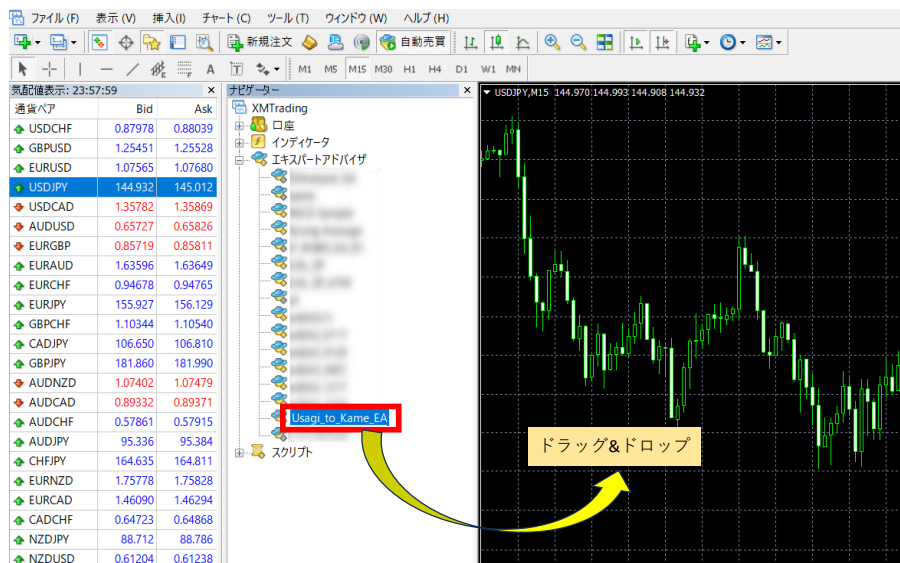 ファイル (F) 表示 (V) 挿入(I) チャート (C) ツール (T) ウィンドウ (W) ヘルプ (H)
新規注文 自動売買
A T M1 M5 M15 M30 H1 H4 D1 W1 MN
気配値表示: 23:57:59
通貨ペア Bid Ask
USDCHF 0.87978 0.88039
GBPUSD 1.25451 1.25528
EURUSD 1.07565 1.07680
USDJPY 144.932 145.012
USDCAD 1.35782 1.35869
AUDUSD 0.65727 0.65826
EURGBP 0.85719 0.85811
EURAUD 1.63596 1.63649
EURCHF 0.94678 0.94765
EURJPY 155.927 156.129
GBPCHF 1.10344 1.10540
CADJPY 106.650 106.810
GBPJPY 181.860 181.990
AUDNZD 1.07402 1.07479
AUDCAD 0.89332 0.89371
AUDCHF 0.57861 0.57915
AUDJPY 95.336 95.384
CHFJPY 164.635 164.811
EURNZD 1.75778 1.75828
EURCAD 1.46090 1.46294
CADCHF 0.64723 0.64868
NZDJPY 88.712 88.786
NZDUSD 0.61204 0.61238
ナビゲーター
XMTrading
口座
インディケータ
エキスパートアドバイザ
Usagi_to_Kame_EA
スクリプト
USDJPY,M15 144.970 144.993 144.908 144.932
ドラッグ&ドロップ